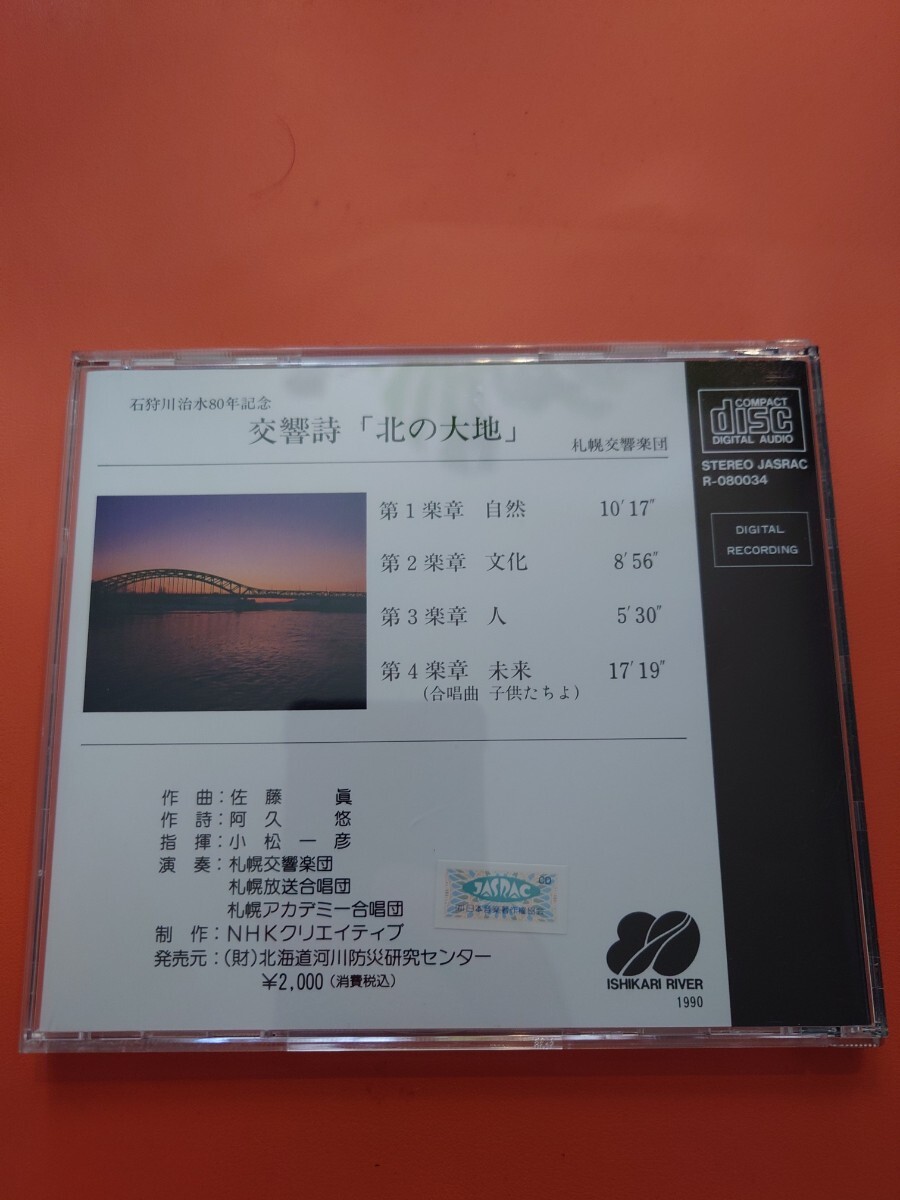 石狩川治水80年記念
交響詩「北の大地」
札幌交響楽団
第1楽章 自然 10′17″
第2楽章 文化 8′56″
第3楽章 人 5′30″
第4楽章 未来 17′19″
(合唱曲 子供たちよ)
作曲:佐藤 眞
作詩:阿久 悠
指揮:小松一彦
演奏:札幌交響楽団
札幌放送合唱団
札幌アカデミー合唱団
制作:NHKクリエイティブ
発売元:(財)北海道河川防災研究センター
¥2,000(消費税込)
JASRAC
COMPACT
disc
DIGITAL AUDIO
STEREO JASRAC
R-080034
DIGITAL
RECORDING
ISHIKARI RIVER
1990